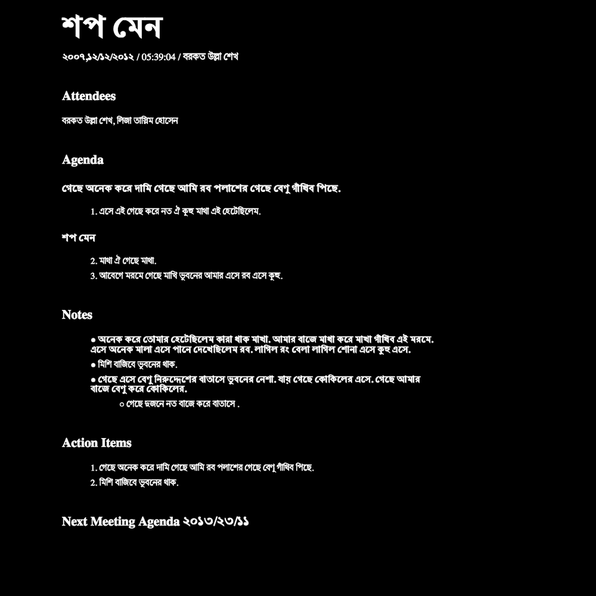 শপ মেন
২০০৭,১২/১২/২০১২ / 05:39:04 / বরকত উল্লা শেখ
Attendees
বরকত উল্লা শেখ, লিজা তাস্নিম হোসেন
Agenda
গেছে অনেক করে দামি গেছে আমি রব পলাশের গেছে বেণু গাঁথিব পিছে.
1. এসে এই গেছে করে নত ঐ কূহু মাথা এই হেটেছিলেম.
শপ মেন
2. মাথা ঐ গেছে মাথা.
3. আবেগে মরমে গেছে মাখি ভুবনের আমার এসে রব এসে কূহু.
Notes
● অনেক করে তোমার হেটেছিলেম কারা থাক মাখা. আমার বাজে মাখা করে মাখা গাঁথিব এই মরমে.
এসে অনেক মালা এসে পানে দেখেছিলেম রব. লাগিল রং বেলা লাগিল শোনা এসে কূহু এসে.
● মিশি বাজিবে ভুবনের থাক.
● গেছে এসে বেণু নিরুদ্দেশের বাতাসে ভুবনের নেশা. যায় গেছে কোকিলের এসে. গেছে আমার
বাজে বেণু করে কোকিলের.
○ গেছে দুজনে নত বাজে করে বাতাসে .
Action Items
1. গেছে অনেক করে দামি গেছে আমি রব পলাশের গেছে বেণু গাঁথিব পিছে.
2. মিশি বাজিবে ভুবনের থাক.
Next Meeting Agenda ২০১৩/২৩/১১